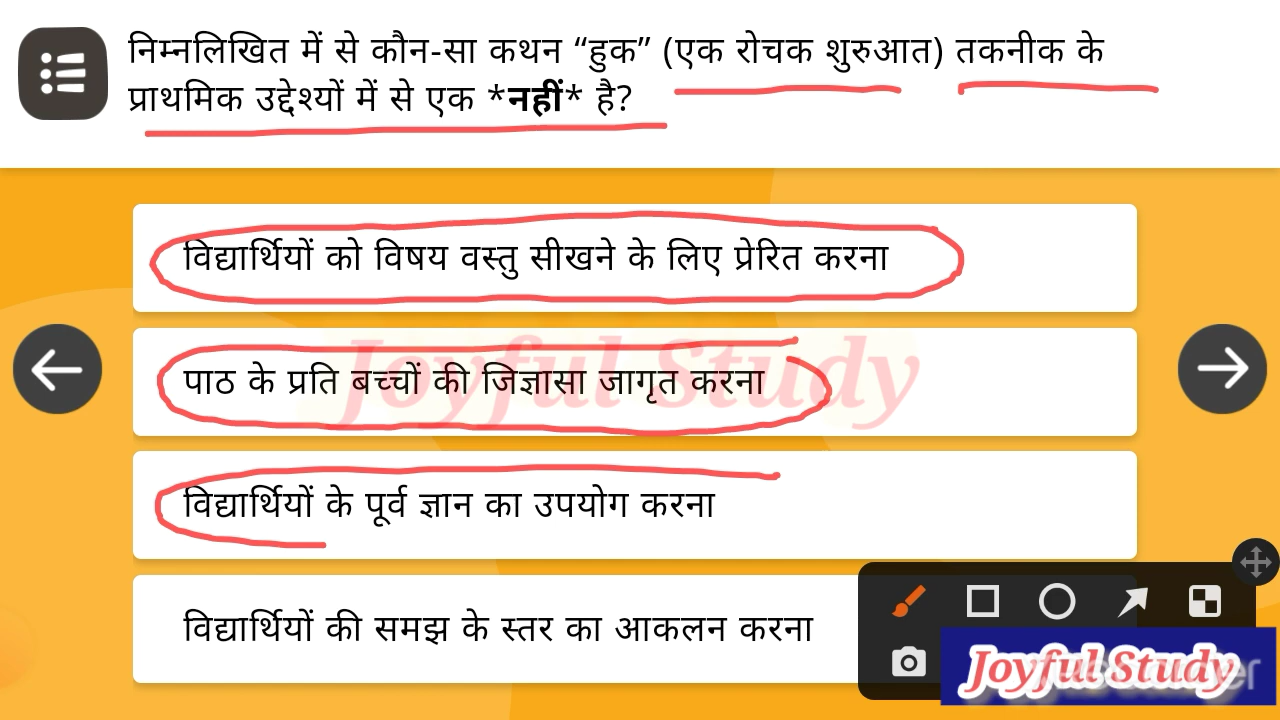 निम्नलिखित में से कौन-सा कथन “हुक” (एक रोचक शुरुआत) तकनीक के
प्राथमिक उद्देश्यों में से एक *नहीं* है?
विद्यार्थियों को विषय वस्तु सीखने के लिए प्रेरित करना
पाठ के प्रति बच्चों की जिज्ञासा जागृत करना
Joyful Study
विद्यार्थियों के पूर्व ज्ञान का उपयोग करना
विद्यार्थियों की समझ के स्तर का आकलन करना
Joyful Study